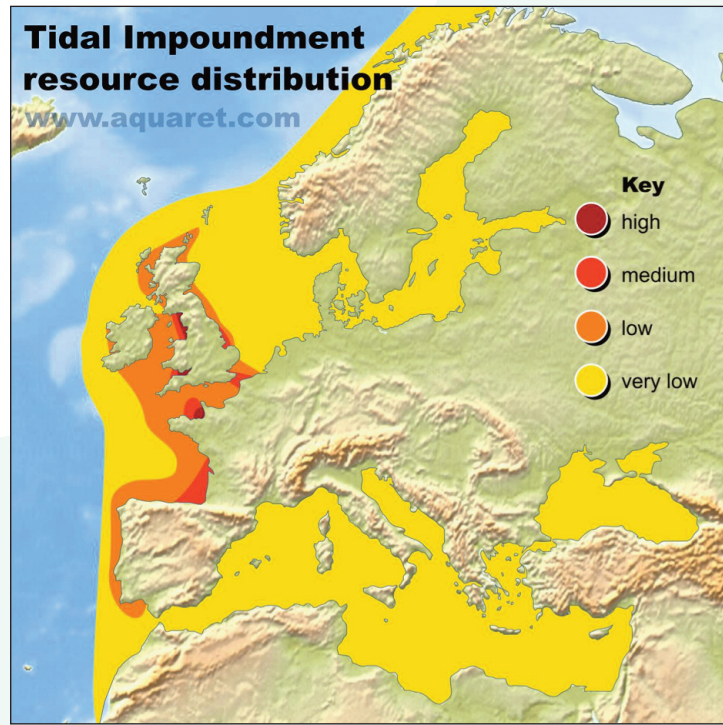 Tidal Impoundment
resource distribution
www.aquaret.com
Key
high
medium
low
very low